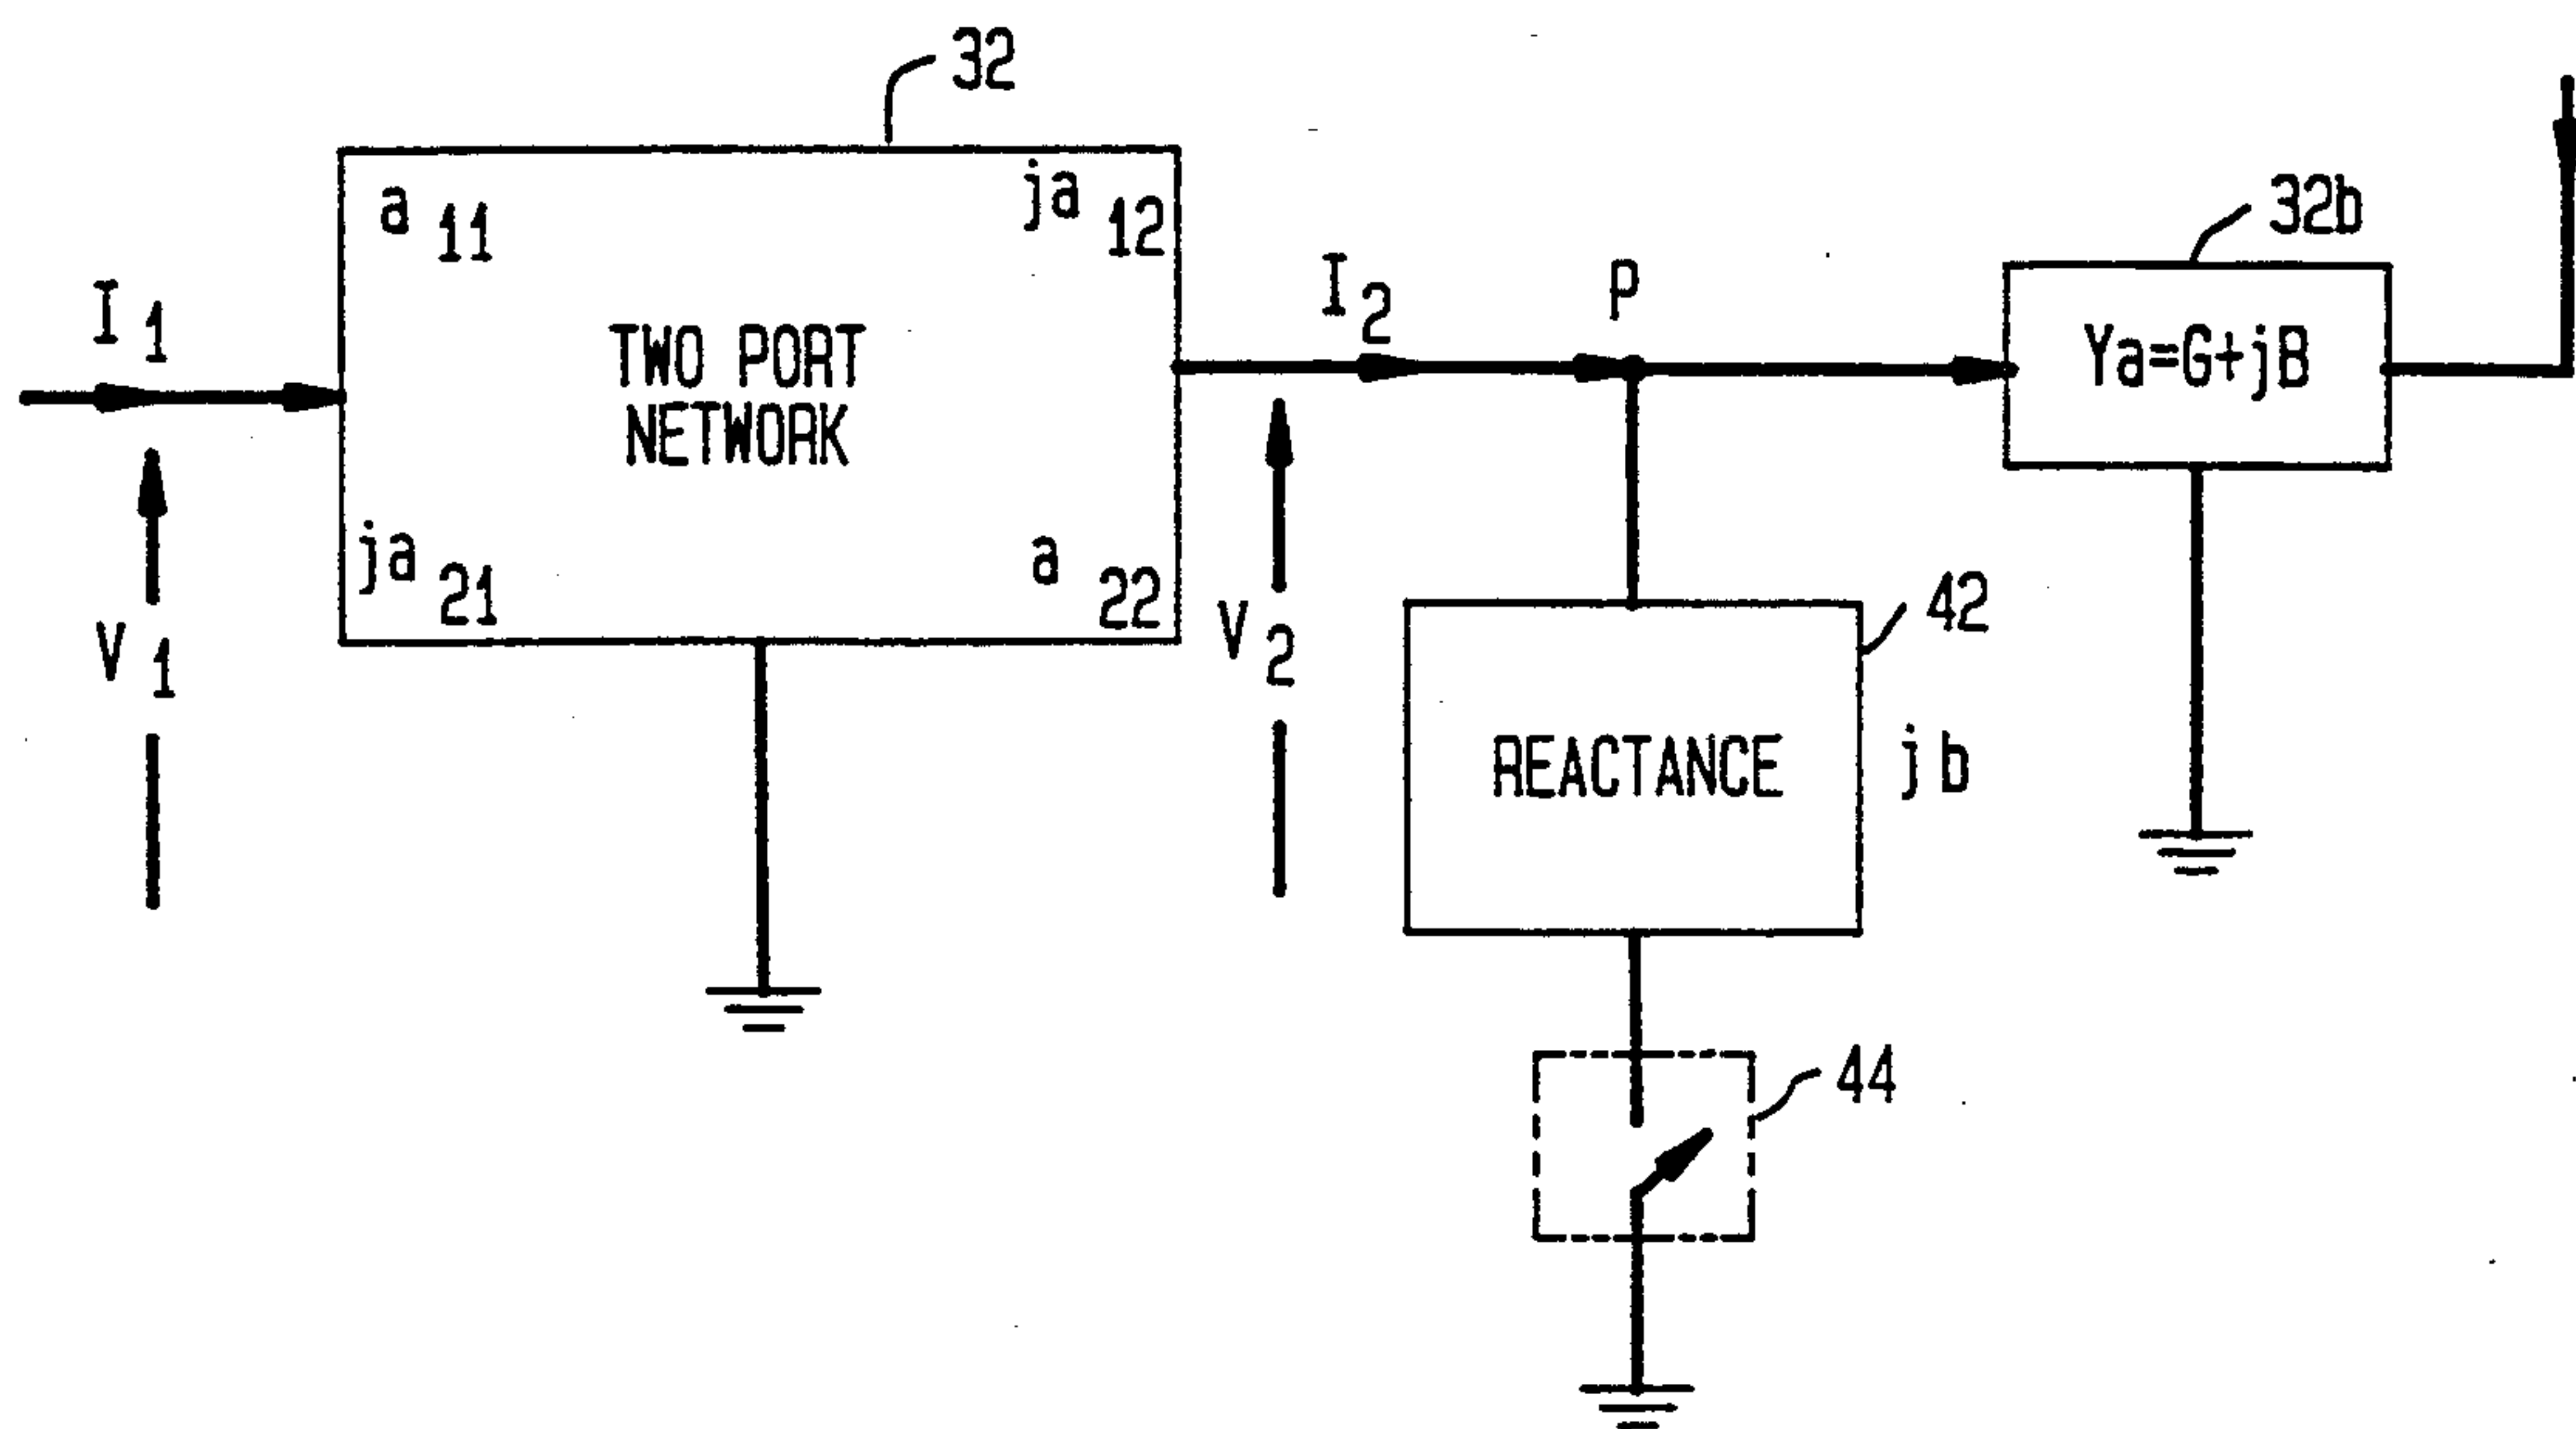 32
a 11
ja 12
32b
I 1
I 2
P
TWO PORT
NETWORK
Ya=G+jB
ja 21
a 22
V 1
V 2
42
REACTANCE
jb
44